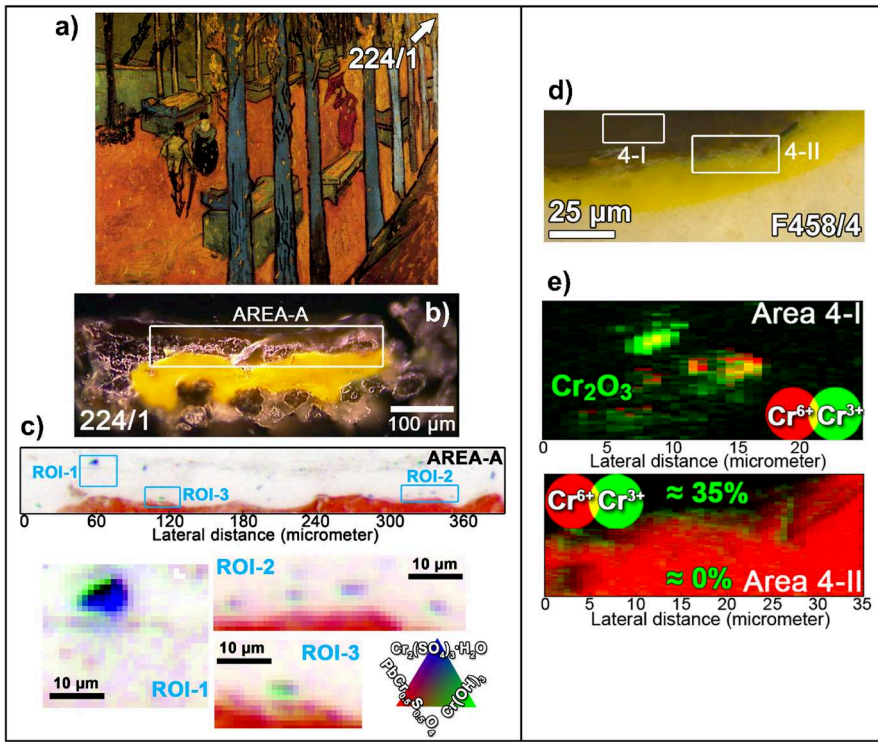 a)
224/1
b)
AREA-A
224/1
100 µm
c)
AREA-A
ROI-1
ROI-2
ROI-3
0 60 120 180 240 300 360
Lateral distance (micrometer)
ROI-2
10 µm
10 µm
ROI-1
10 µm
ROI-3
Cr₂(SO₄)₃·H₂O
PbCr₀.₅S₀.₅O₄
Cr(OH)₃
d)
4-I
4-II
25 µm
F458/4
e)
Area 4-I
Cr₂O₃
Cr⁶⁺ Cr³⁺
0 5 10 15 20
Lateral distance (micrometer)
Cr⁶⁺ Cr³⁺
≈ 35%
≈ 0%
Area 4-II
0 5 10 15 20 25 30 35
Lateral distance (micrometer)